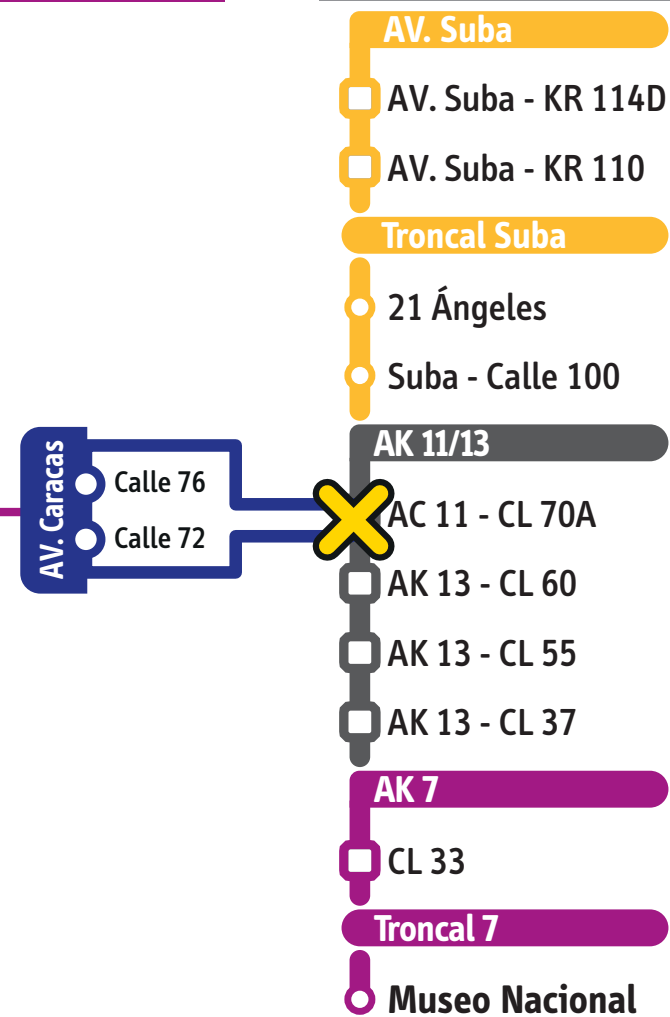 AV. Suba
AV. Suba - KR 114D
AV. Suba - KR 110
Troncal Suba
21 Ángeles
Suba - Calle 100
AK 11/13
AV. Caracas
Calle 76
Calle 72
AC 11 - CL 70A
AK 13 - CL 60
AK 13 - CL 55
AK 13 - CL 37
AK 7
CL 33
Troncal 7
Museo Nacional